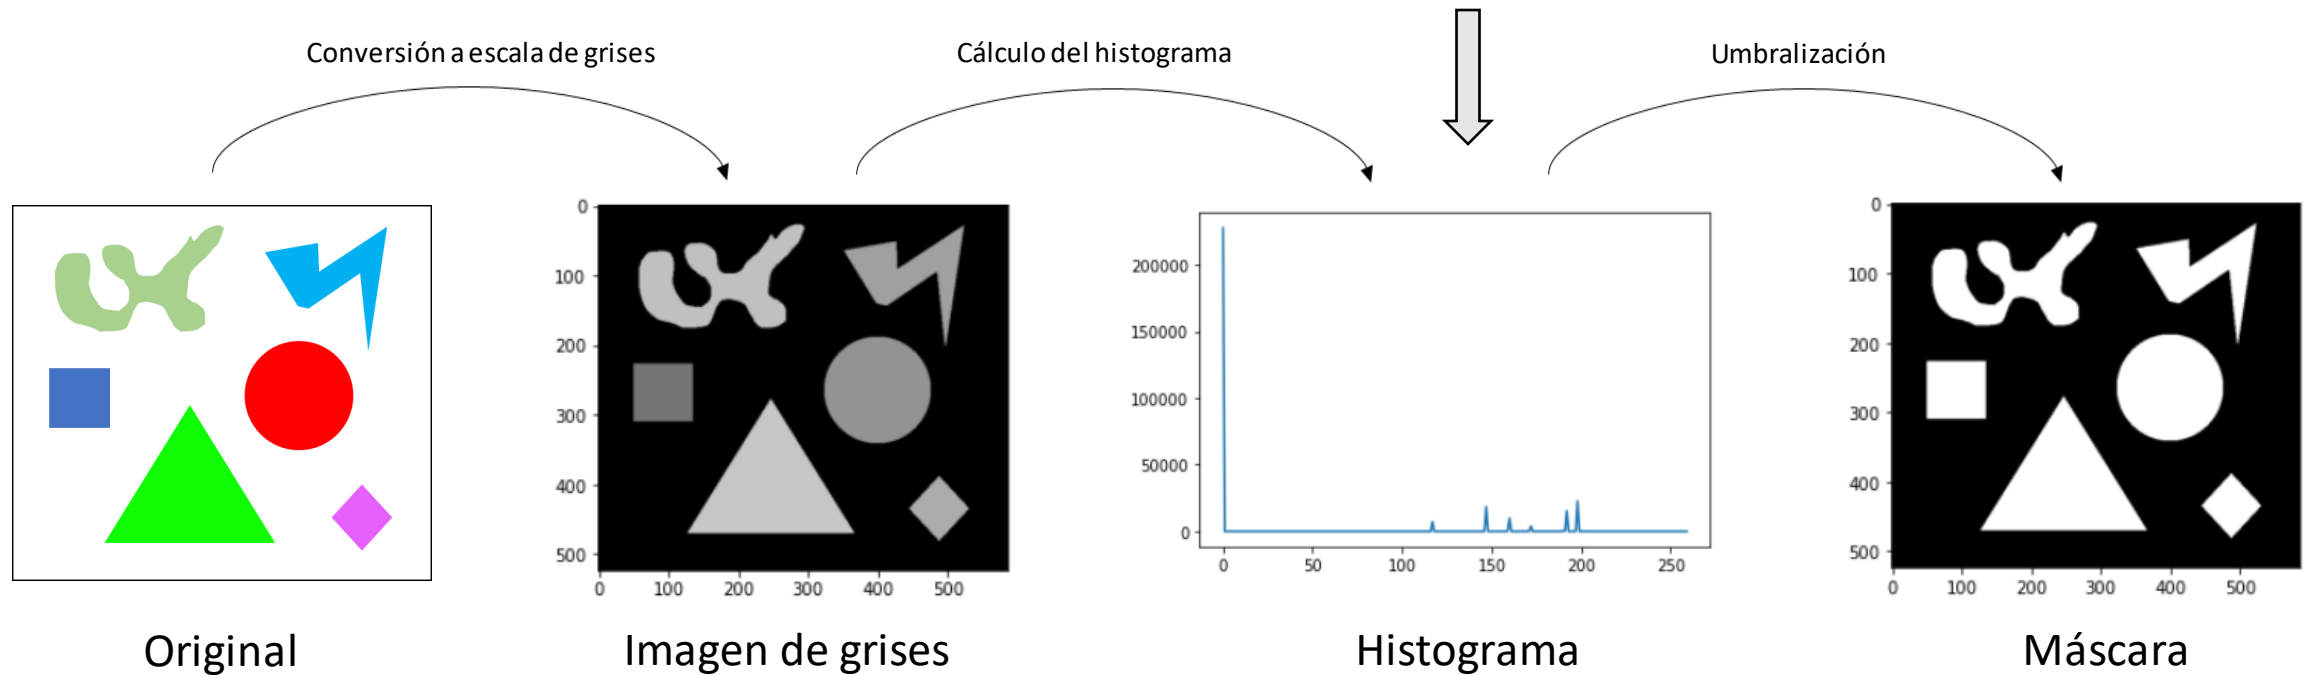 Conversión a escala de grises
Cálculo del histograma
Umbralización
0
100
200
300
400
500
0 100 200 300 400 500
200000
150000
100000
50000
0
0 50 100 150 200 250
0
100
200
300
400
500
0 100 200 300 400 500
Original
Imagen de grises
Histograma
Máscara